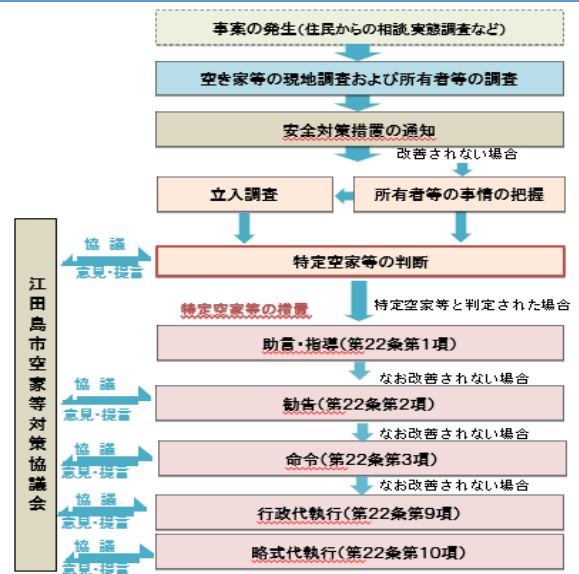 事案の発生(住民からの相談、実態調査など)
空き家等の現地調査および所有者等の調査
安全対策措置の通知
改善されない場合
立入調査
所有者等の事情の把握
江田島市空家等対策協議会
協 議
意見・提言
特定空家等の判断
特定空家等の措置
特定空家等と判定された場合
助言・指導(第22条第1項)
なお改善されない場合
協 議
意見・提言
勧告(第22条第2項)
なお改善されない場合
協 議
意見・提言
命令(第22条第3項)
なお改善されない場合
協 議
意見・提言
行政代執行(第22条第9項)
協 議
意見・提言
略式代執行(第22条第10項)